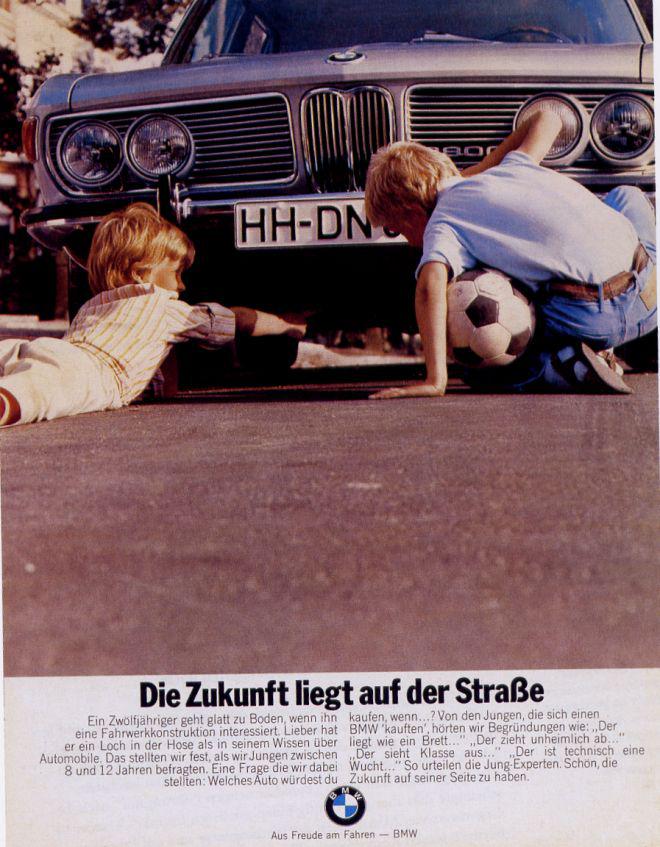 800
HH-DN
Die Zukunft liegt auf der Straße
Ein Zwölfjähriger geht glatt zu Boden, wenn ihn
eine Fahrwerkkonstruktion interessiert. Lieber hat
er ein Loch in der Hose als in seinem Wissen über
Automobile. Das stellten wir fest, als wir Jungen zwischen
8 und 12 Jahren befragten. Eine Frage die wir dabei
stellten: Welches Auto würdest du
kaufen, wenn...? Von den Jungen, die sich einen
BMW 'kauften', hörten wir Begründungen wie: „Der
liegt wie ein Brett..." „Der zieht unheimlich ab..."
„Der sieht Klasse aus..." „Der ist technisch eine
Wucht..." So urteilen die Jung-Experten. Schön, die
Zukunft auf seiner Seite zu haben.
BMW
Aus Freude am Fahren — BMW